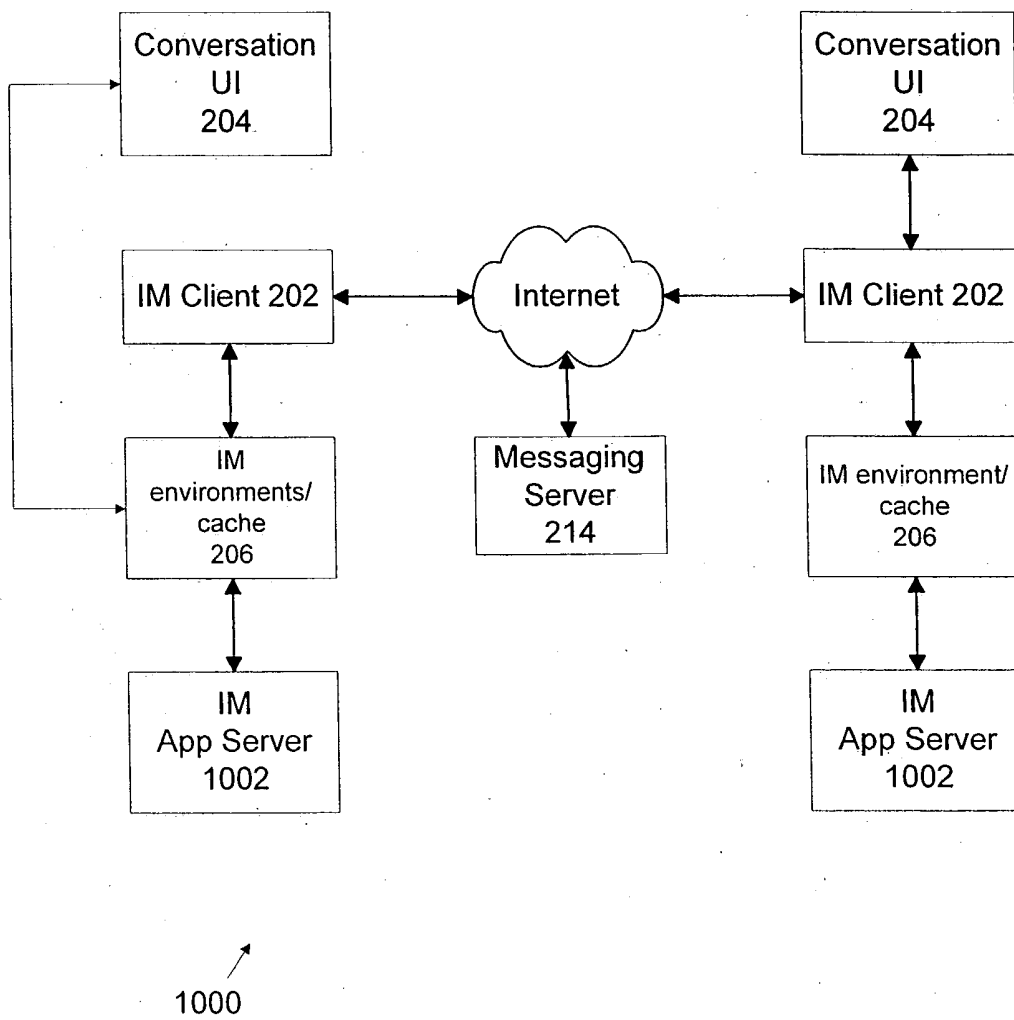 Conversation
UI
204
Conversation
UI
204
IM Client 202
Internet
IM Client 202
IM
environments/
cache
206
Messaging
Server
214
IM environment/
cache
206
IM
App Server
1002
IM
App Server
1002
1000